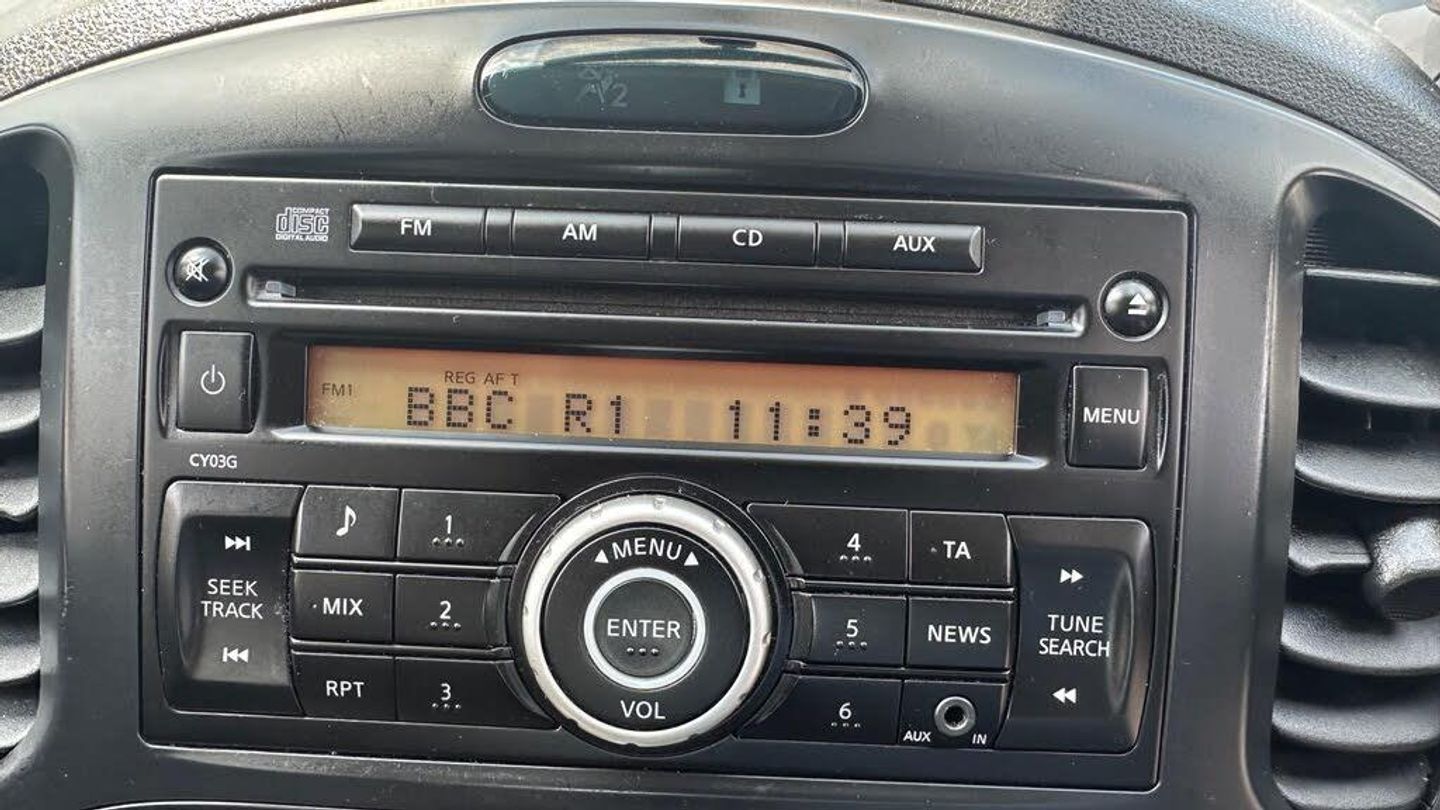 2
COMPACT
disc
DIGITAL AUDIO
FM
AM
CD
AUX
FM1
REG AF T
BBC R1 11:39
MENU
CY03G
SEEK
TRACK
1
MIX
2
RPT
3
MENU
ENTER
VOL
4
TA
5
NEWS
6
AUX IN
TUNE
SEARCH